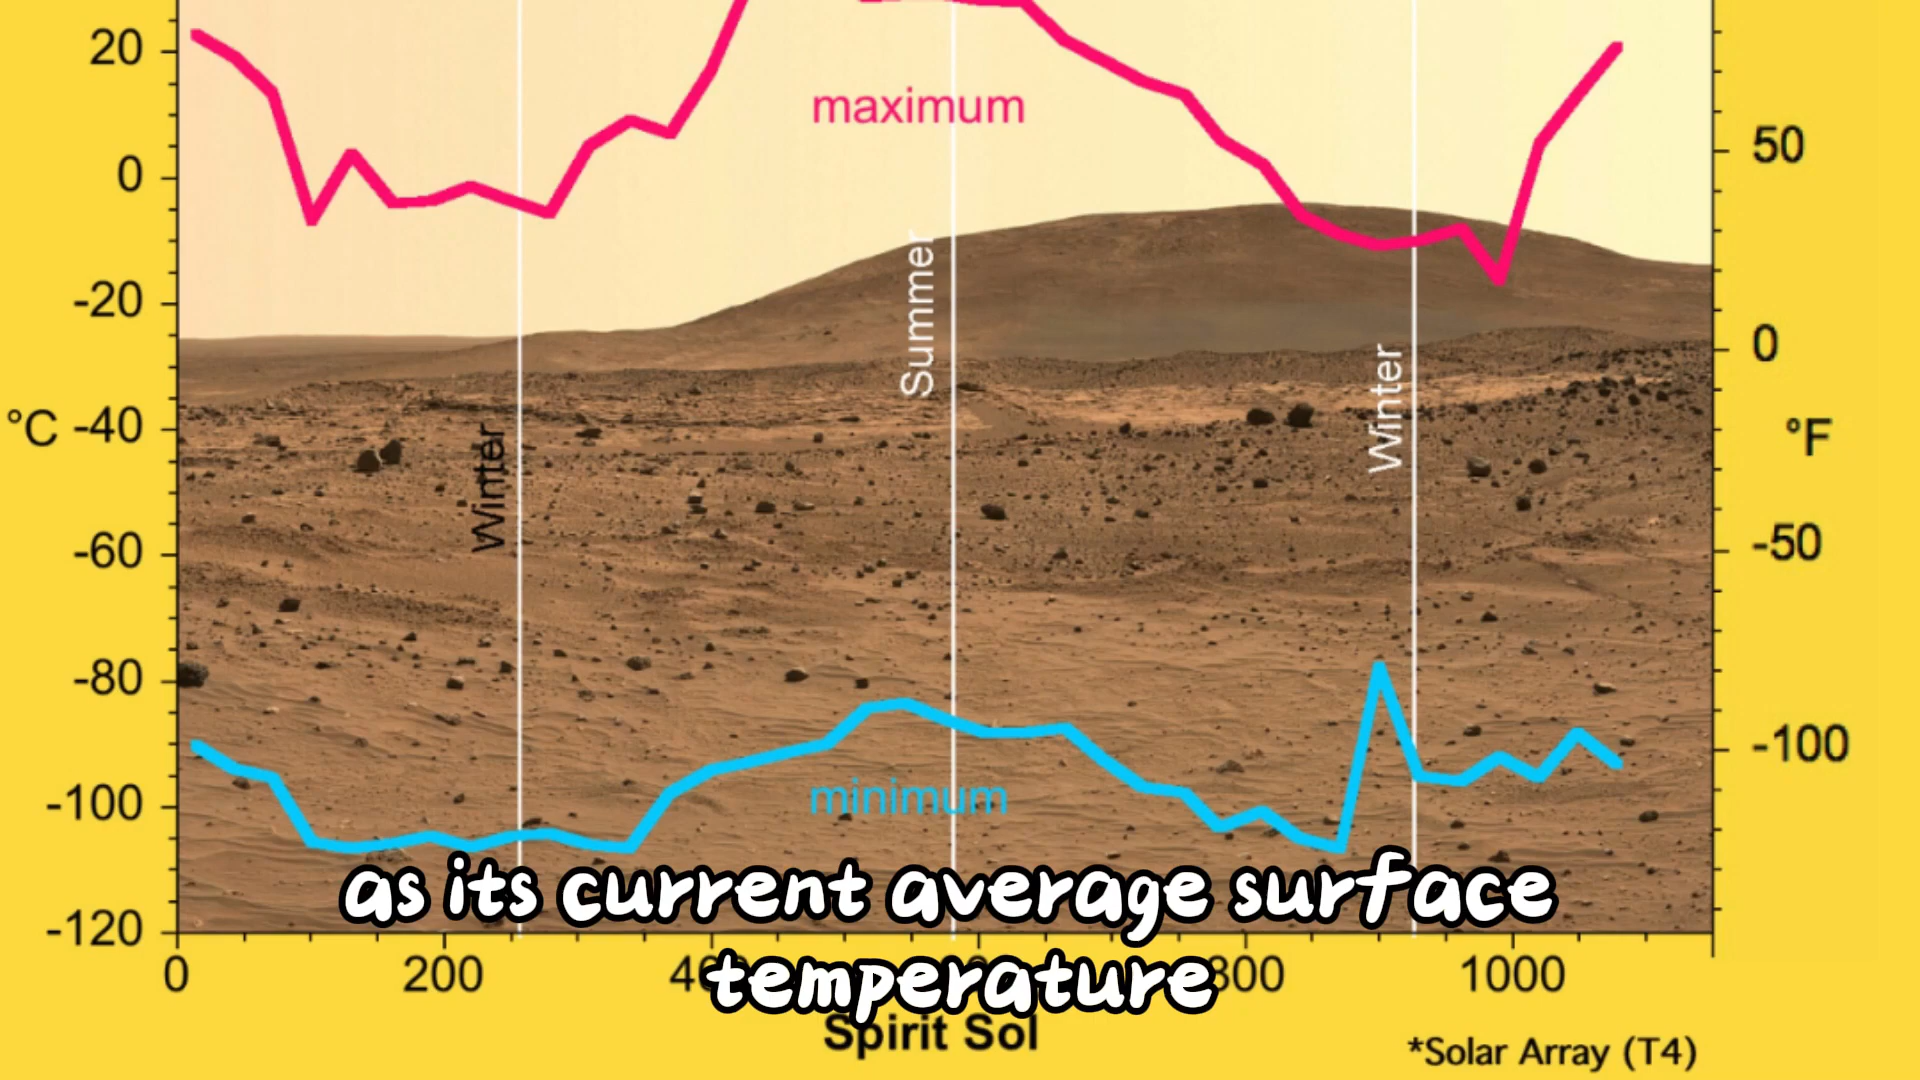 20
0
-20
°C -40
-60
-80
-100
-120
50
0
°F
-50
-100
maximum
Summer
Winter
Winter
minimum
as its current average surface
temperature
0 200 1000
Spirit Sol
*Solar Array (T4)